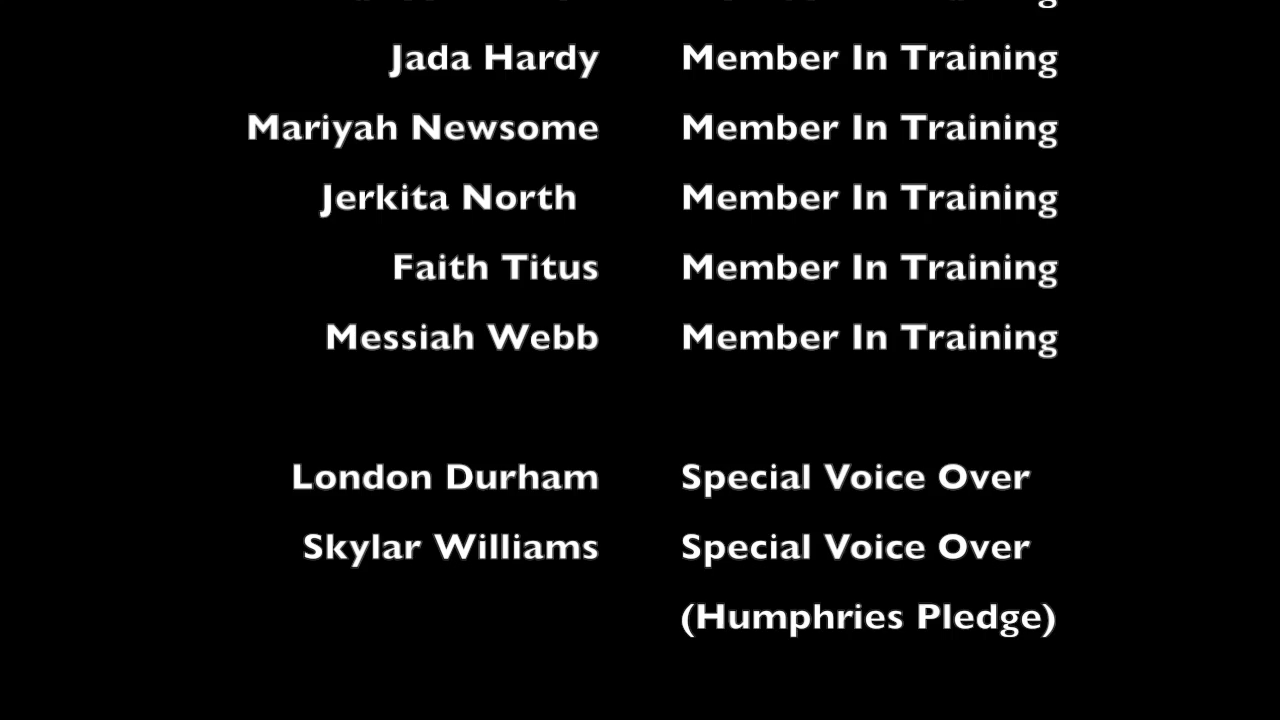 Jada Hardy Member In Training
Mariyah Newsome Member In Training
Jerkita North Member In Training
Faith Titus Member In Training
Messiah Webb Member In Training
London Durham Special Voice Over
Skylar Williams Special Voice Over
(Humphries Pledge)